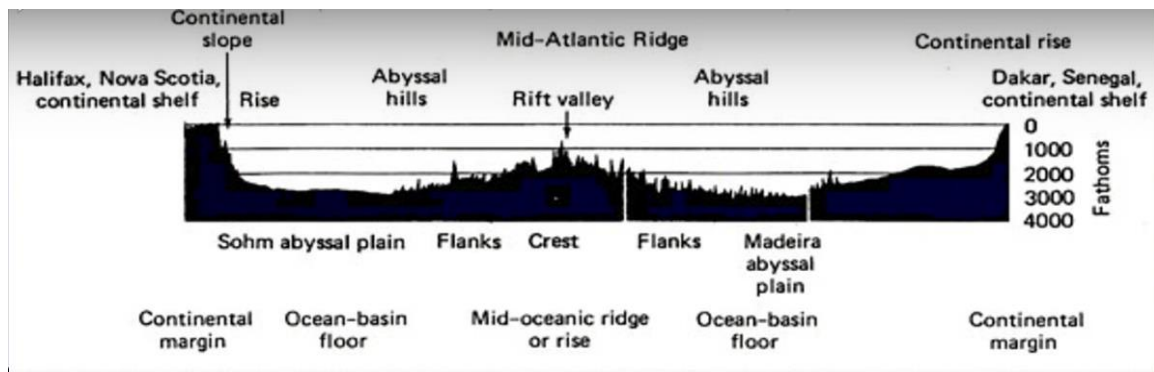 Continental
slope
Mid-Atlantic Ridge
Continental rise
Halifax, Nova Scotia,
continental shelf
Rise
Abyssal
hills
Rift valley
Abyssal
hills
Dakar, Senegal,
continental shelf
0
1000
2000
3000
4000
Fathoms
Sohm abyssal plain
Flanks
Crest
Flanks
Madeira
abyssal
plain
Continental
margin
Ocean-basin
floor
Mid-oceanic ridge
or rise
Ocean-basin
floor
Continental
margin